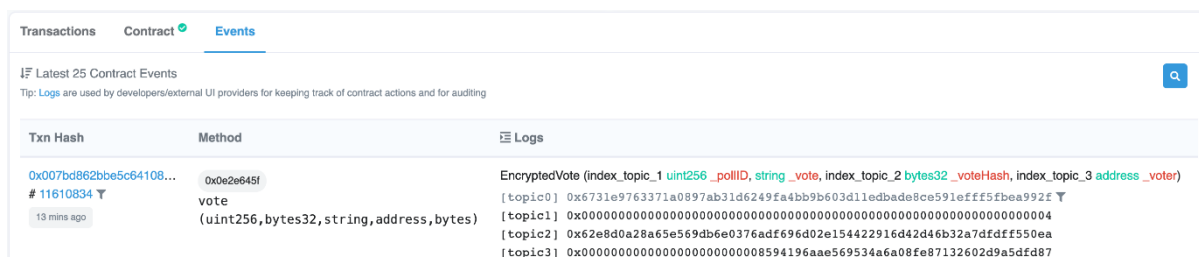 Transactions Contract Events
Latest 25 Contract Events
Tip: Logs are used by developers/external UI providers for keeping track of contract actions and for auditing
Txn Hash Method Logs
0x007bd862bbe5c64108... 0x0e2e645f EncryptedVote (index_topic_1 uint256 _pollID, string _vote, index_topic_2 bytes32 _voteHash, index_topic_3 address _voter)
# 11610834 vote [topic0] 0x6731e9763371a0897ab31d6249fa4bb9b603d11edbade8ce591efff5fbea992f
13 mins ago (uint256,bytes32,string,address,bytes) [topic1] 0x0000000000000000000000000000000000000000000000000000000000000004
[topic2] 0x62e8d0a28a65e569db6e0376adf696d02e154422916d42d46b32a7dfdff550ea
[topic3] 0x0000000000000000000000008594196aae569534a6a08fe87132602d9a5dfd87